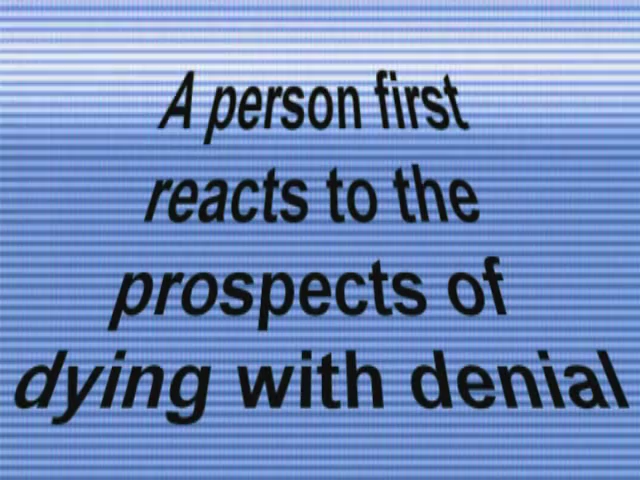 A person first
reacts to the
prospects of
dying with denial